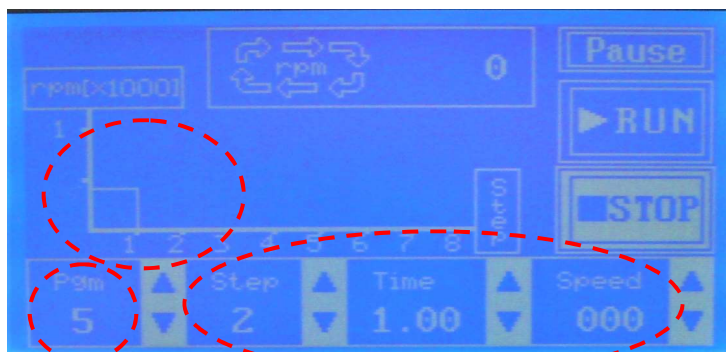 rpm
0
Pause
rpm[x1000]
1
RUN
STOP
Step
1 2 3 4 5 6 7 8
Pgm Step Time Speed
5 2 1.00 000